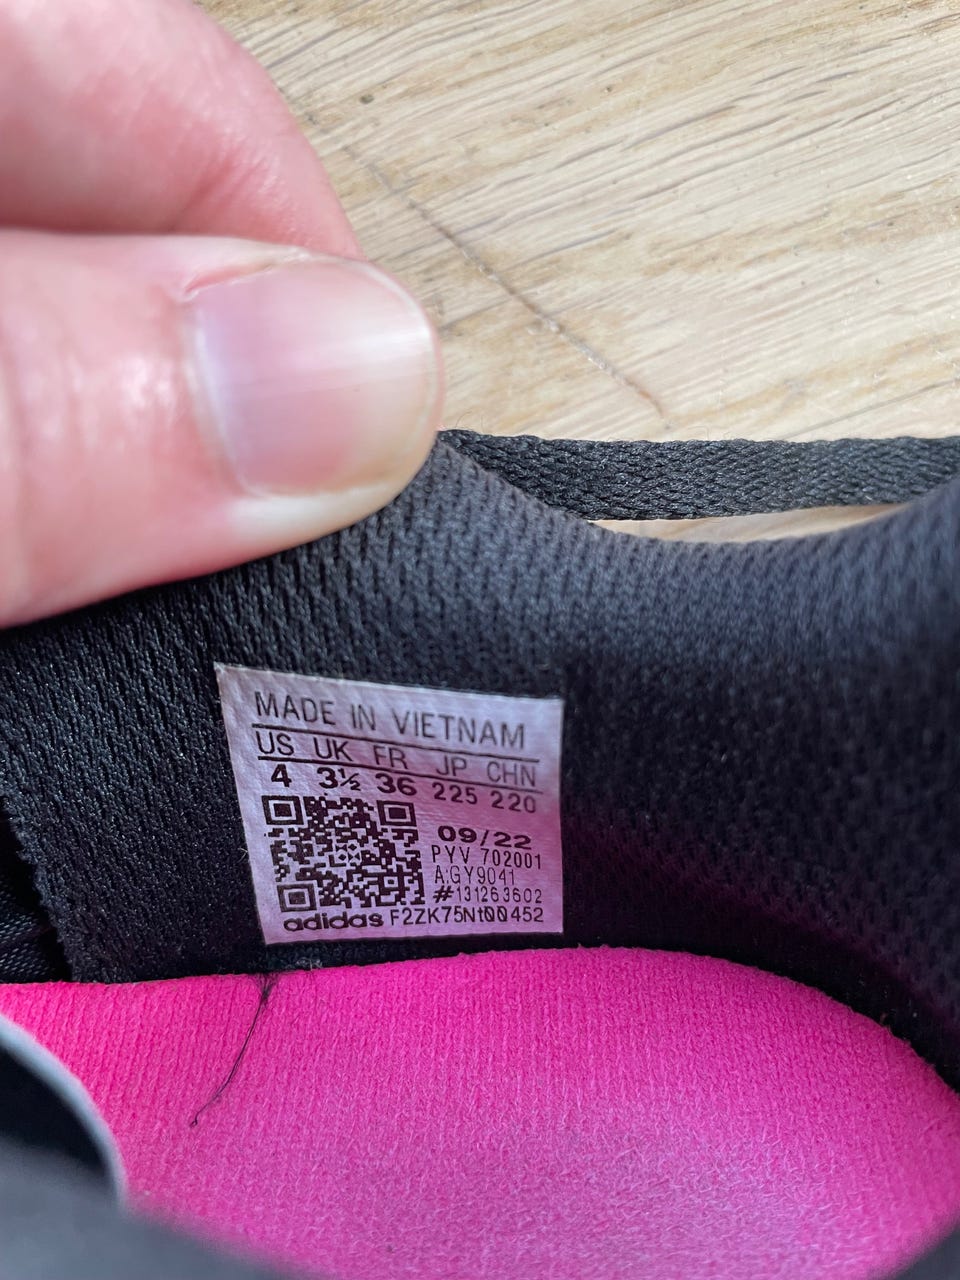 MADE IN VIETNAM
US UK FR JP CHN
4 3½ 36 225 220
09/22
PYV 702001
A:GY9041
#131263602
adidas F2ZK75Nt00452